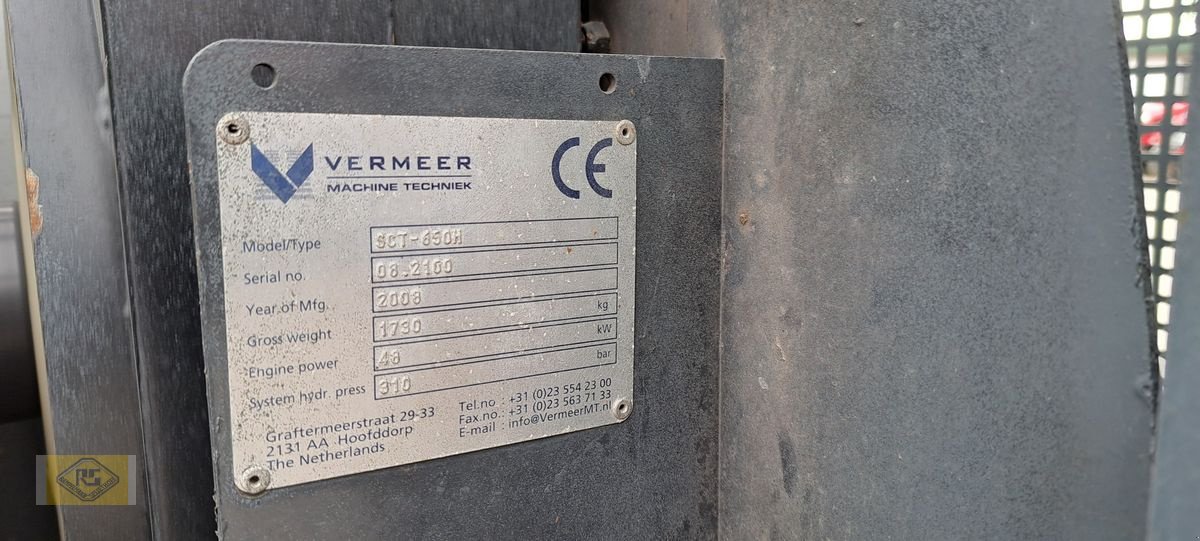 VERMEER
MACHINE TECHNIEK
CE
Model/Type SCT-650H
Serial no. 08.2160
Year of Mfg. 2008
Gross weight 1730 kg
Engine power 48 kW
System hydr. press 310 bar
Graftermeerstraat 29-33
2131 AA Hoofddorp
The Netherlands
Tel.no : +31 (0)23 554 23 00
Fax.no.: +31 (0)23 563 71 33
E-mail : info@VermeerMT.nl